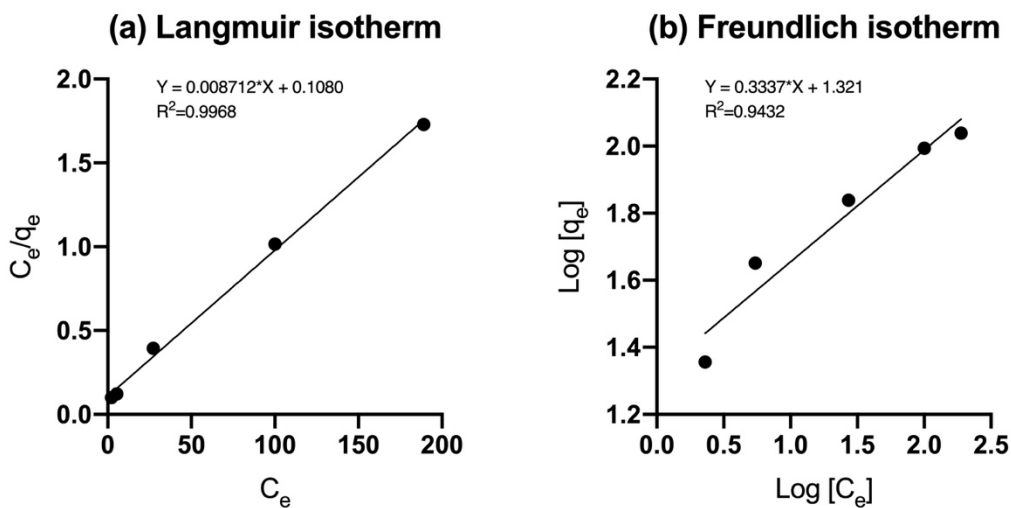 (a) Langmuir isotherm
Y = 0.008712*X + 0.1080
R²=0.9968
2.0
1.5
1.0
0.5
0.0
Cₑ/qₑ
0 50 100 150 200
Cₑ
(b) Freundlich isotherm
Y = 0.3337*X + 1.321
R²=0.9432
2.2
2.0
1.8
1.6
1.4
1.2
Log [qₑ]
0.0 0.5 1.0 1.5 2.0 2.5
Log [Cₑ]